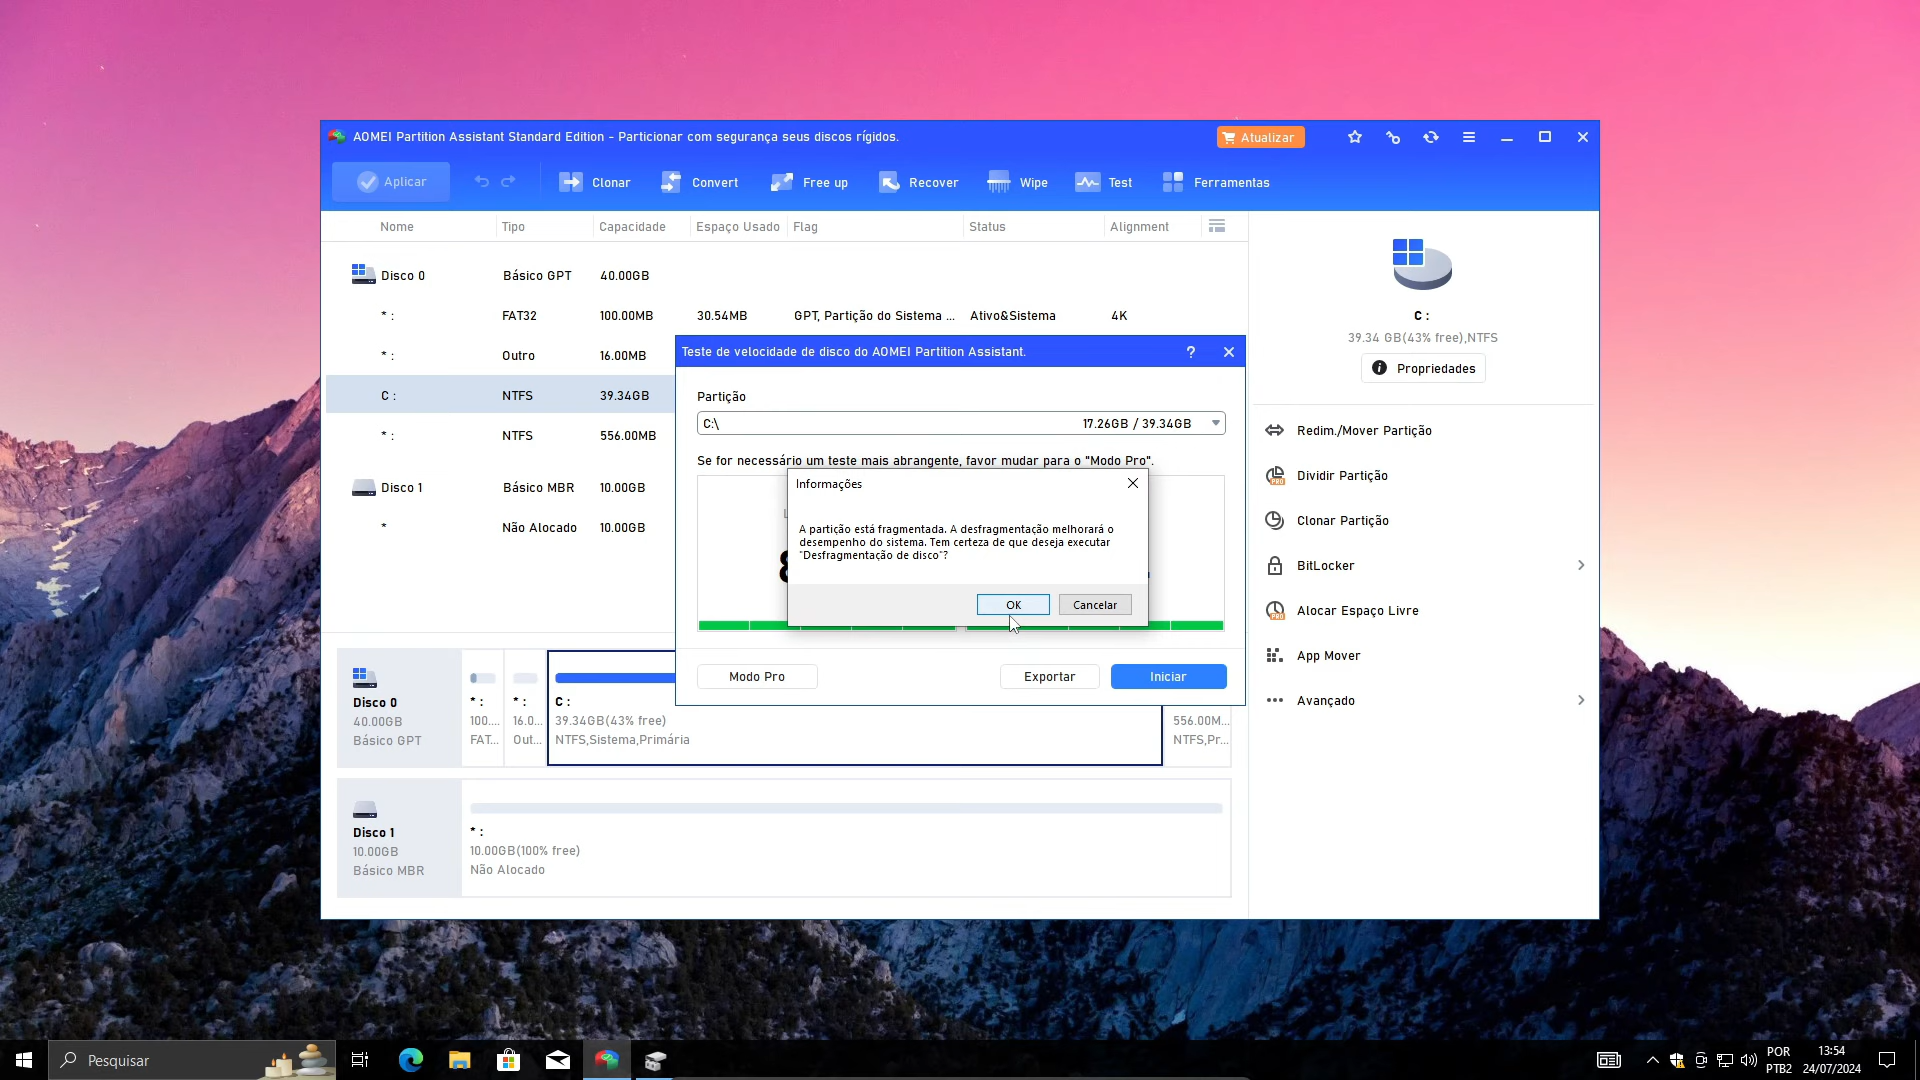 AOMEI Partition Assistant Standard Edition - Particionar com segurança seus discos rígidos.
Atualizar
Aplicar
Clonar
Convert
Free up
Recover
Wipe
Test
Ferramentas
Nome Tipo Capacidade Espaço Usado Flag Status Alignment
Disco 0 Básico GPT 40.00GB
* : FAT32 100.00MB 30.54MB GPT, Partição do Sistema ... Ativo&Sistema 4K
* : Outro 16.00MB
C : NTFS 39.34GB
* : NTFS 556.00MB
Disco 1 Básico MBR 10.00GB
* Não Alocado 10.00GB
Teste de velocidade de disco do AOMEI Partition Assistant.
?
Partição
C:\ 17.26GB / 39.34GB
Se for necessário um teste mais abrangente, favor mudar para o "Modo Pro".
Informações
A partição está fragmentada. A desfragmentação melhorará o
desempenho do sistema. Tem certeza de que deseja executar
"Desfragmentação de disco"?
OK
Cancelar
Modo Pro
Exportar
Iniciar
C :
39.34 GB(43% free),NTFS
Propriedades
Redim./Mover Partição
Dividir Partição
PRO
Clonar Partição
BitLocker
Alocar Espaço Livre
PRO
App Mover
Avançado
Disco 0
40.00GB
Básico GPT
* :
100....
FAT...
* :
16.0...
Out...
C :
39.34GB(43% free)
NTFS,Sistema,Primária
556.00M...
NTFS,Pr...
Disco 1
10.00GB
Básico MBR
* :
10.00GB(100% free)
Não Alocado
Pesquisar
POR
PTB2
13:54
24/07/2024